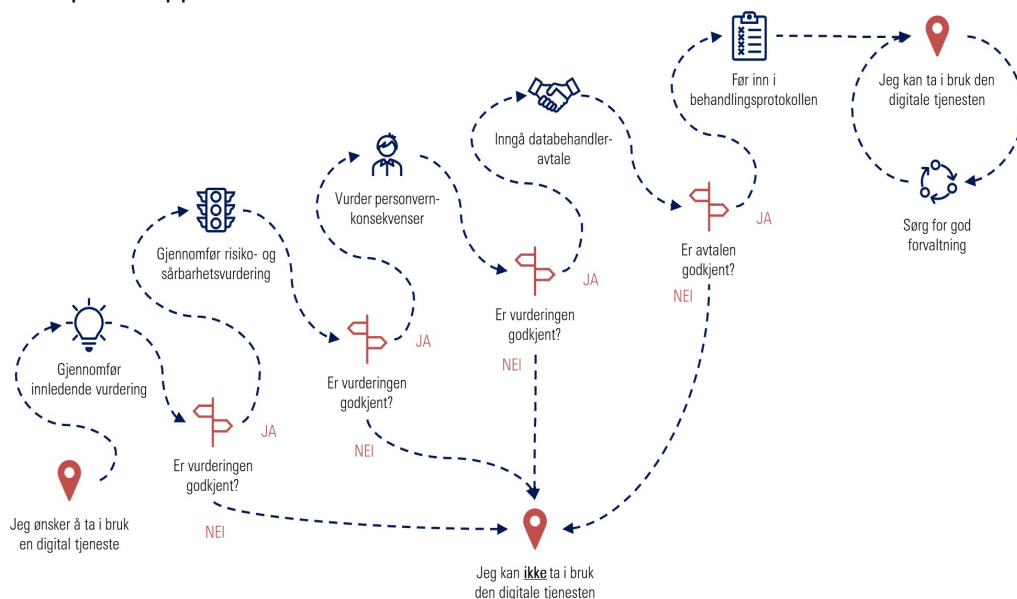 Jeg ønsker å ta i bruk
en digital tjeneste
Gjennomfør
innledende vurdering
Er vurderingen
godkjent?
JA
NEI
Gjennomfør risiko- og
sårbarhetsvurdering
Er vurderingen
godkjent?
JA
NEI
Vurder personvern-
konsekvenser
Er vurderingen
godkjent?
JA
NEI
Inngå databehandler-
avtale
Er avtalen
godkjent?
JA
NEI
Før inn i
behandlingsprotokollen
Jeg kan ta i bruk den
digitale tjenesten
Sørg for god
forvaltning
Jeg kan ikke ta i bruk
den digitale tjenesten